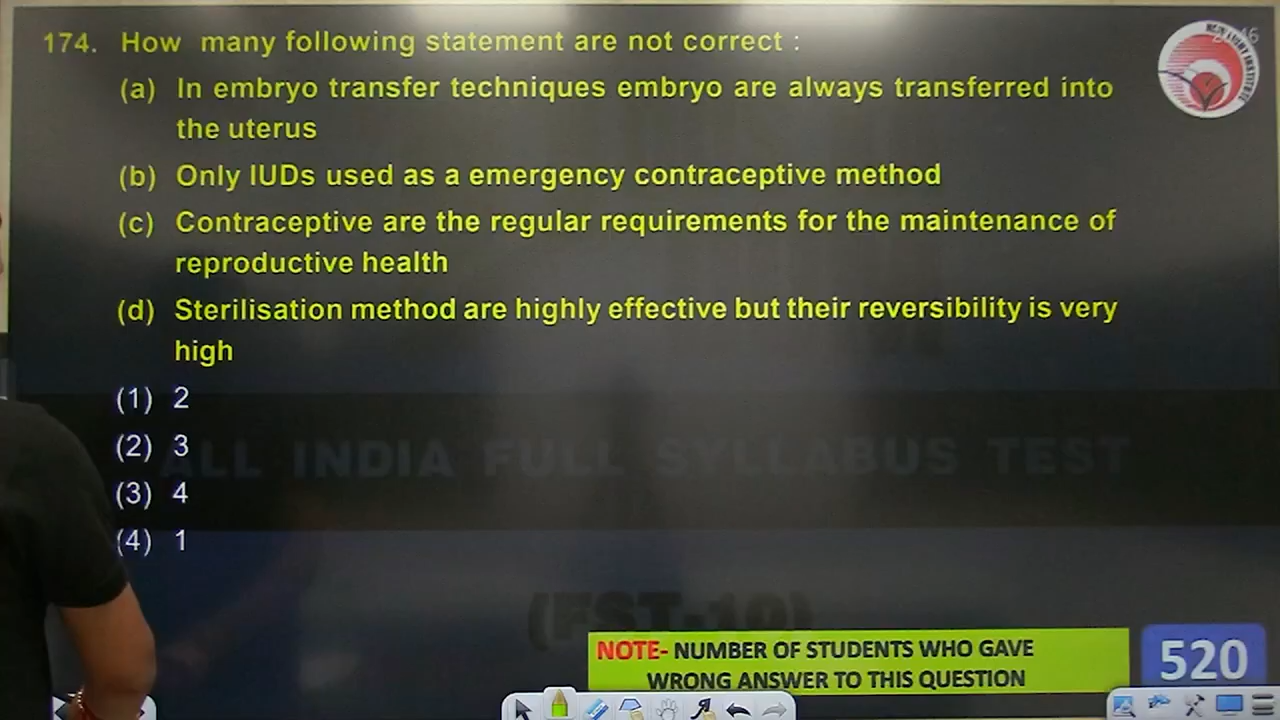 174. How many following statement are not correct :
(a) In embryo transfer techniques embryo are always transferred into
the uterus
(b) Only IUDs used as a emergency contraceptive method
(c) Contraceptive are the regular requirements for the maintenance of
reproductive health
(d) Sterilisation method are highly effective but their reversibility is very
high
(1) 2
(2) 3
(3) 4
(4) 1
ALL INDIA FULL SYLLABUS TEST
(FST-10)
NOTE- NUMBER OF STUDENTS WHO GAVE
WRONG ANSWER TO THIS QUESTION
520